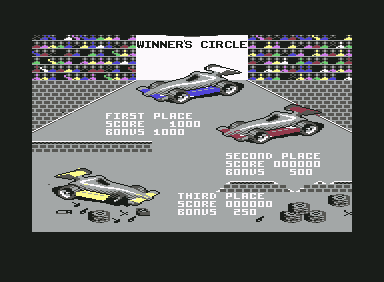 WINNER'S CIRCLE
FIRST PLACE
SCORE 1000
BONUS 1000
SECOND PLACE
SCORE 000000
BONUS 500
THIRD PLACE
SCORE 000000
BONUS 250